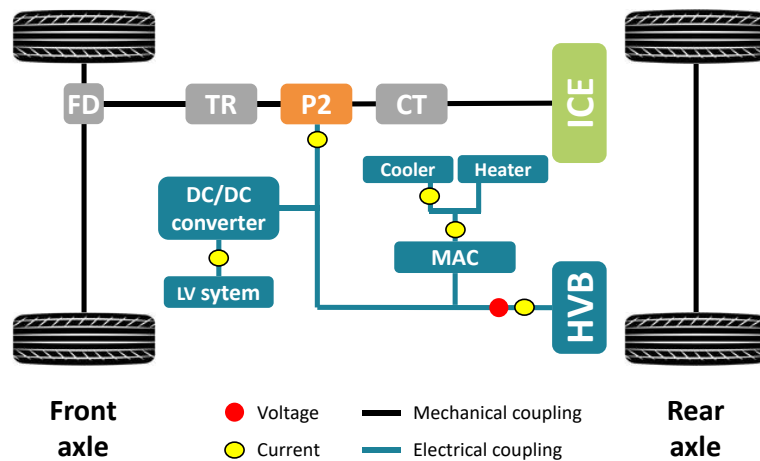 FD
TR
P2
CT
ICE
Cooler
Heater
DC/DC
converter
MAC
LV sytem
HVB
Front
axle
Voltage
Mechanical coupling
Current
Electrical coupling
Rear
axle